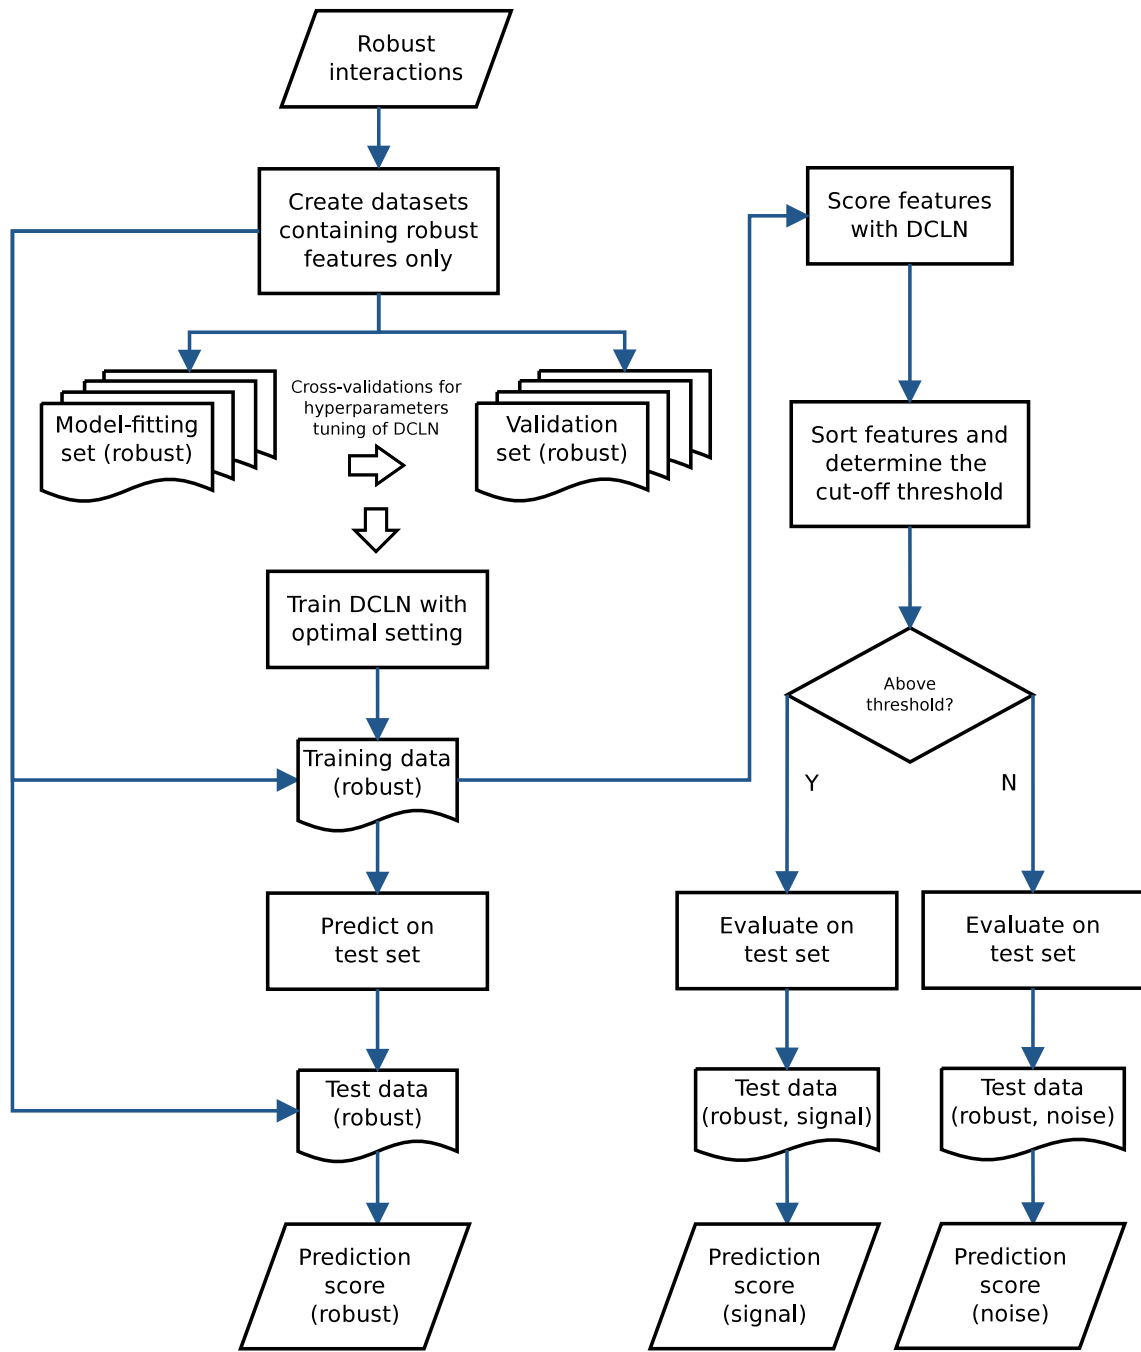 Robust
interactions
Create datasets
containing robust
features only
Model-fitting
set (robust)
Cross-validations for
hyperparameters
tuning of DCLN
Validation
set (robust)
Train DCLN with
optimal setting
Training data
(robust)
Predict on
test set
Test data
(robust)
Prediction
score
(robust)
Score features
with DCLN
Sort features and
determine the
cut-off threshold
Above
threshold?
Y
N
Evaluate on
test set
Test data
(robust, signal)
Prediction
score
(signal)
Evaluate on
test set
Test data
(robust, noise)
Prediction
score
(noise)